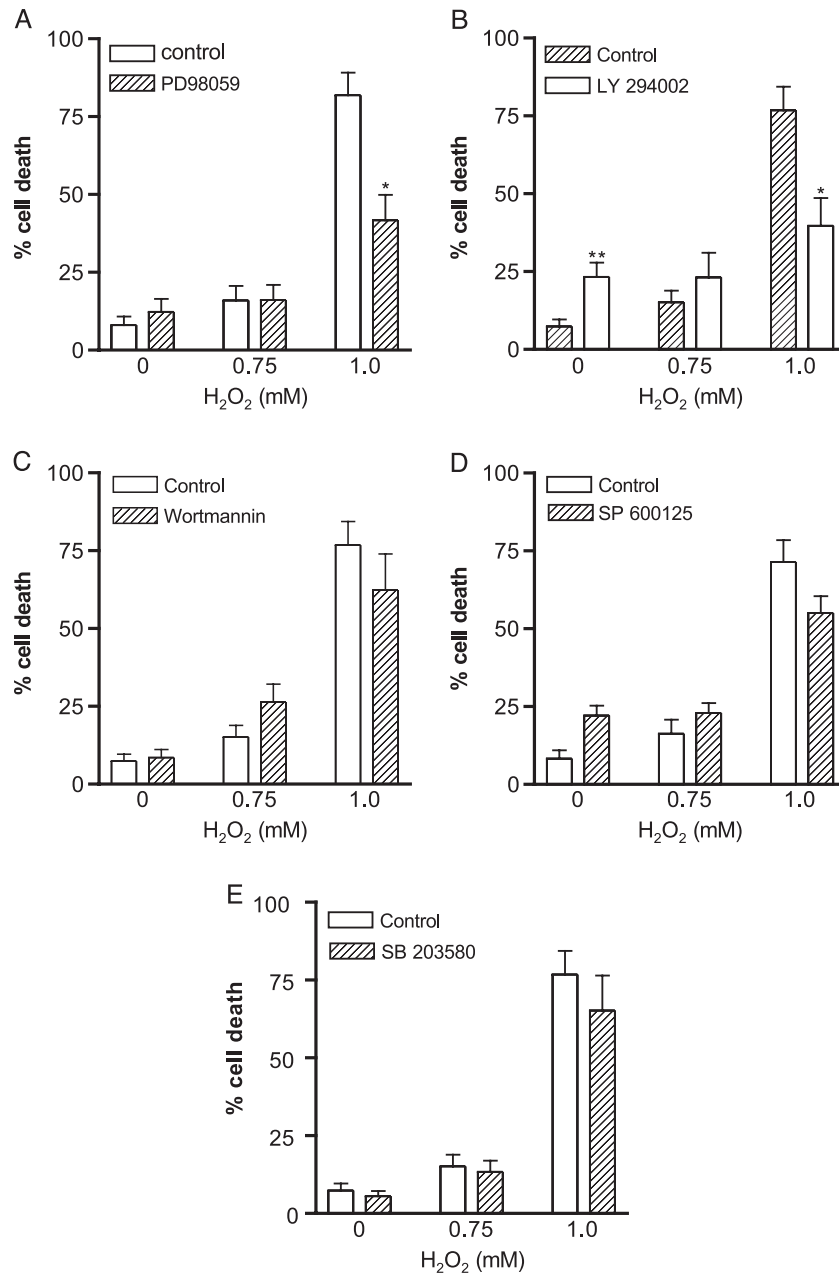 A
100
75
50
25
0
% cell death
control
PD98059
*
0 0.75 1.0
H₂O₂ (mM)
B
100
75
50
25
0
% cell death
Control
LY 294002
**
*
0 0.75 1.0
H₂O₂ (mM)
C
100
75
50
25
0
% cell death
Control
Wortmannin
0 0.75 1.0
H₂O₂ (mM)
D
100
75
50
25
0
% cell death
Control
SP 600125
0 0.75 1.0
H₂O₂ (mM)
E
100
75
50
25
0
% cell death
Control
SB 203580
0 0.75 1.0
H₂O₂ (mM)